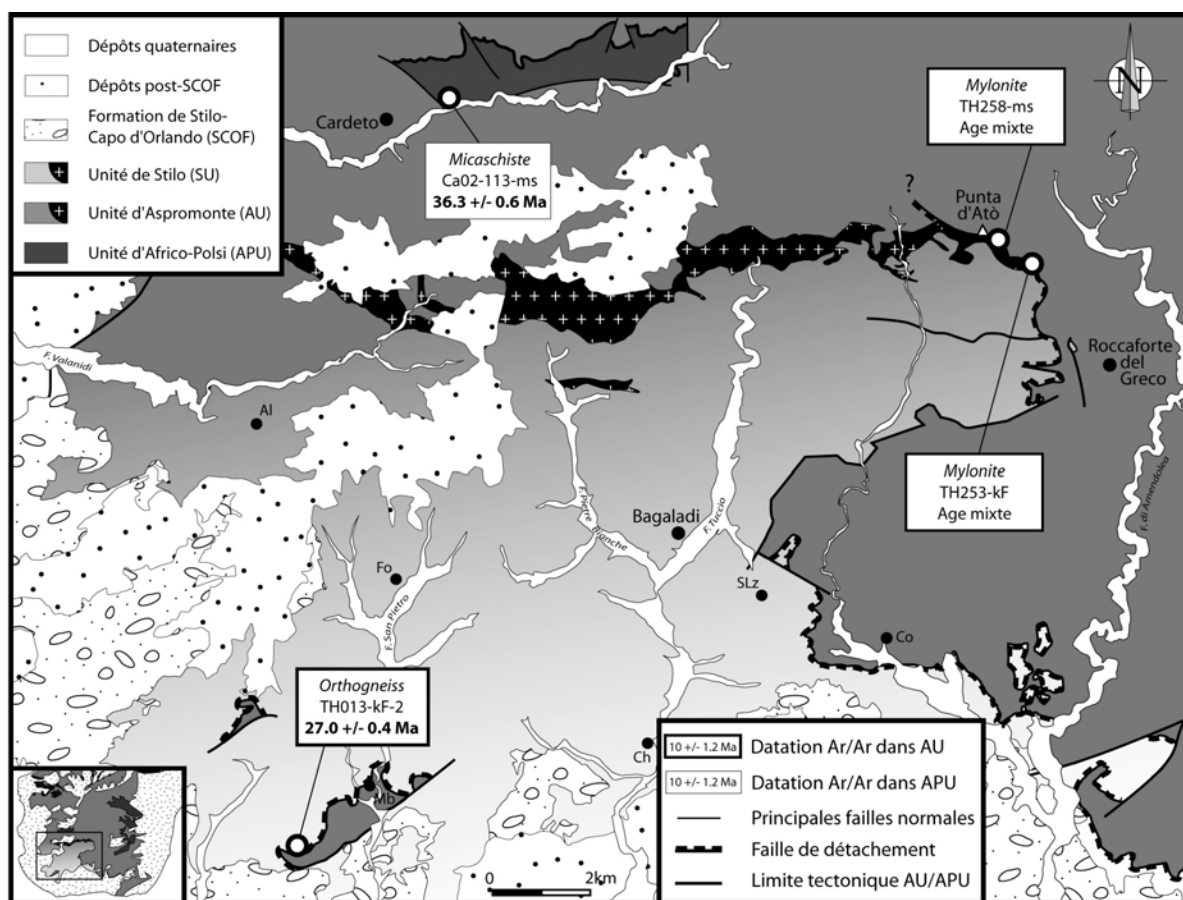 Dépôts quaternaires
Dépôts post-SCOF
Formation de Stilo-
Capo d'Orlando (SCOF)
Unité de Stilo (SU)
Unité d'Aspromonte (AU)
Unité d'Africo-Polsi (APU)
Cardeto
Micaschiste
Ca02-113-ms
36.3 +/- 0.6 Ma
Mylonite
TH258-ms
Age mixte
N
?
Punta
d'Atò
Roccaforte
del
Greco
F. Valanidi
Al
Mylonite
TH253-kF
Age mixte
F. di Amendolea
F. Pietre Bianche
Bagaladi
F. Tuccio
Fo
F. San Pietro
SLz
Co
Orthogneiss
TH013-kF-2
27.0 +/- 0.4 Ma
Ch
Mb
0 2km
10 +/- 1.2 Ma Datation Ar/Ar dans AU
10 +/- 1.2 Ma Datation Ar/Ar dans APU
Principales failles normales
Faille de détachement
Limite tectonique AU/APU